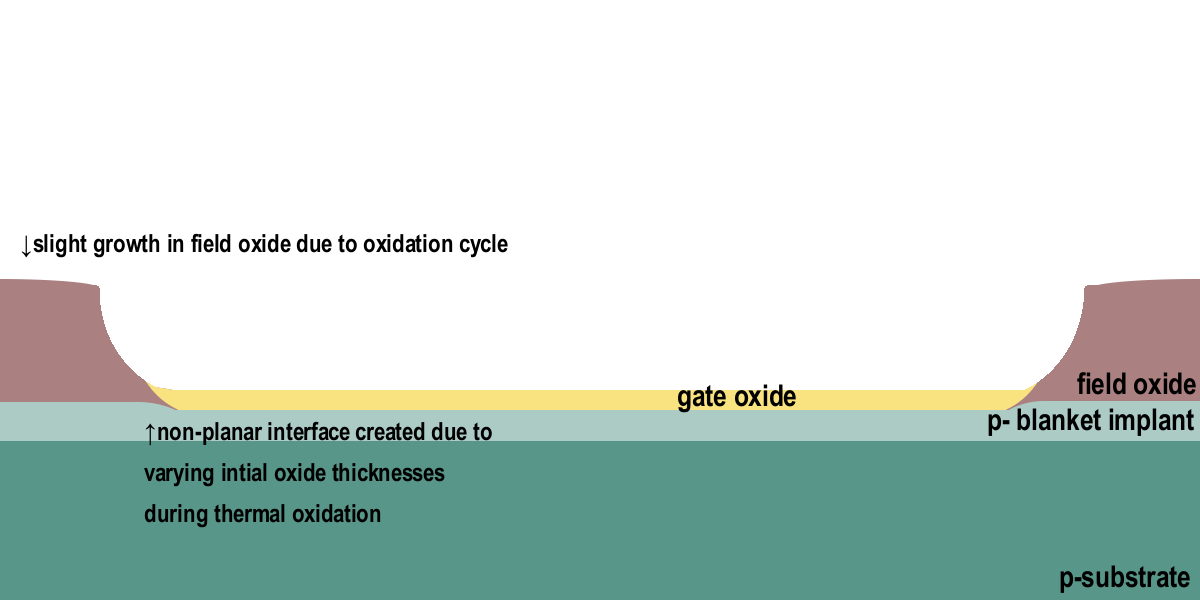 ↓slight growth in field oxide due to oxidation cycle
gate oxide
field oxide
p- blanket implant
↑non-planar interface created due to
varying intial oxide thicknesses
during thermal oxidation
p-substrate